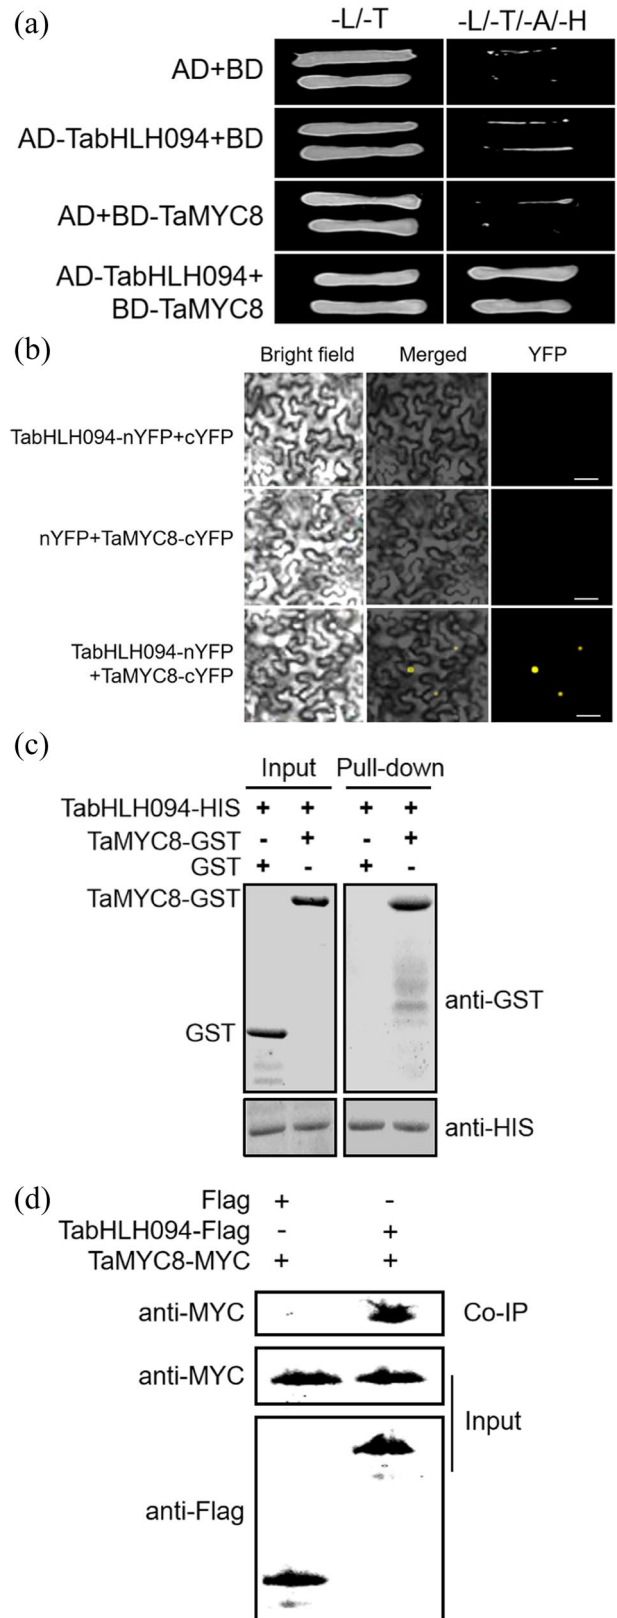 (a)
-L/-T -L/-T/-A/-H
AD+BD
AD-TabHLH094+BD
AD+BD-TaMYC8
AD-TabHLH094+
BD-TaMYC8
(b)
Bright field Merged YFP
TabHLH094-nYFP+cYFP
nYFP+TaMYC8-cYFP
TabHLH094-nYFP
+TaMYC8-cYFP
(c)
Input Pull-down
TabHLH094-HIS + + + +
TaMYC8-GST - + - +
GST + - + -
TaMYC8-GST
anti-GST
GST
anti-HIS
(d)
Flag + -
TabHLH094-Flag - +
TaMYC8-MYC + +
anti-MYC Co-IP
anti-MYC
Input
anti-Flag